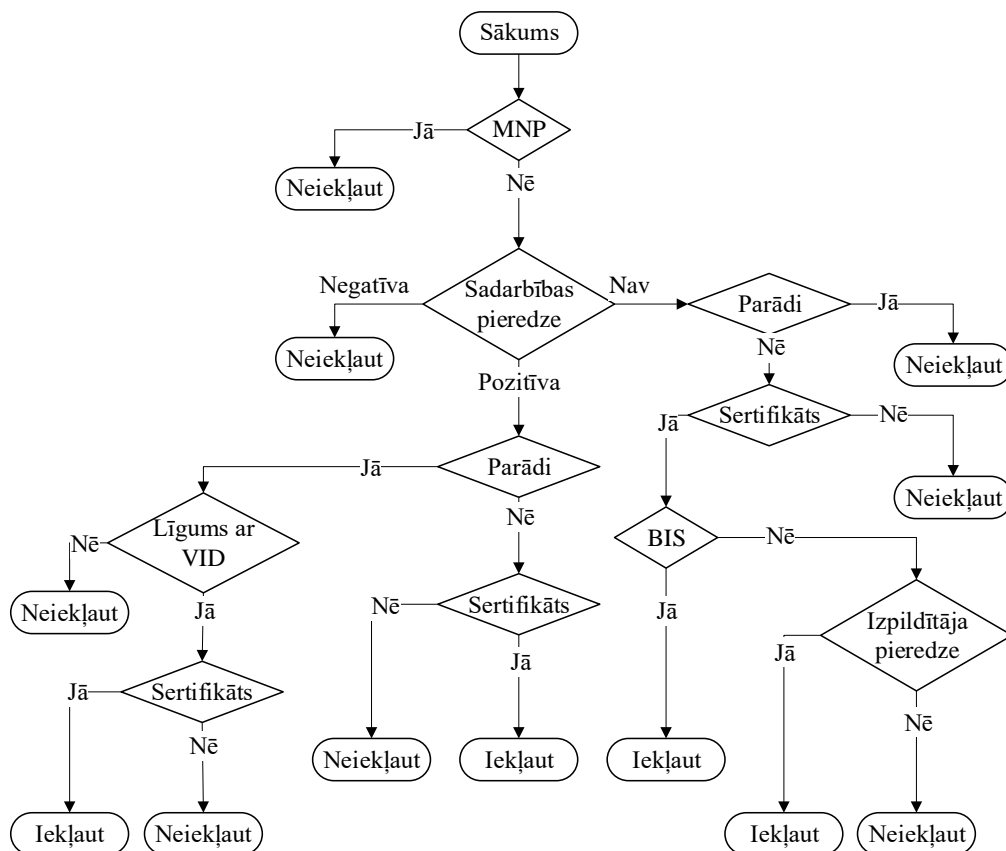 Sākums
MNP
Jā
Neiekļaut
Nē
Negatīva
Sadarbības
pieredze
Nav
Parādi
Jā
Neiekļaut
Neiekļaut
Nē
Pozitīva
Sertifikāts
Nē
Jā
Neiekļaut
Parādi
Jā
Nē
Līgums ar
VID
Nē
Neiekļaut
Jā
BIS
Nē
Jā
Sertifikāts
Nē
Jā
Izpildītāja
pieredze
Jā
Nē
Sertifikāts
Jā
Nē
Neiekļaut
Iekļaut
Iekļaut
Iekļaut
Neiekļaut
Iekļaut
Neiekļaut